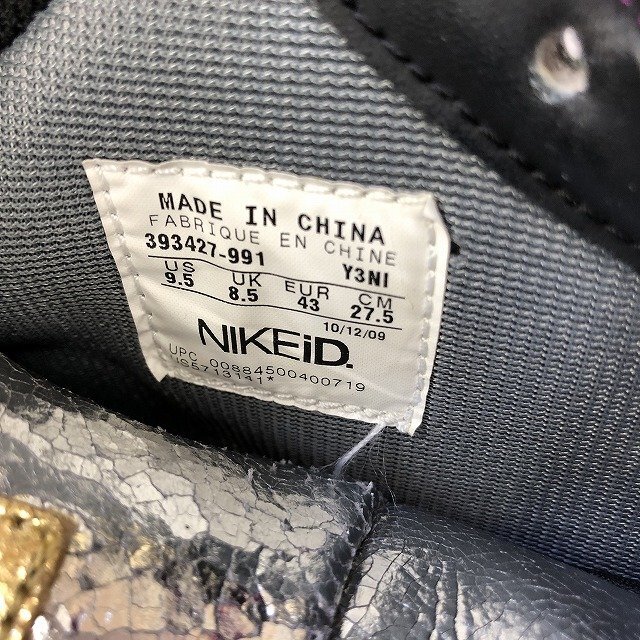 MADE IN CHINA
FABRIQUE EN CHINE
393427-991 Y3NI
US UK EUR CM
9.5 8.5 43 27.5
10/12/09
NIKEiD.
UPC 00884500400719